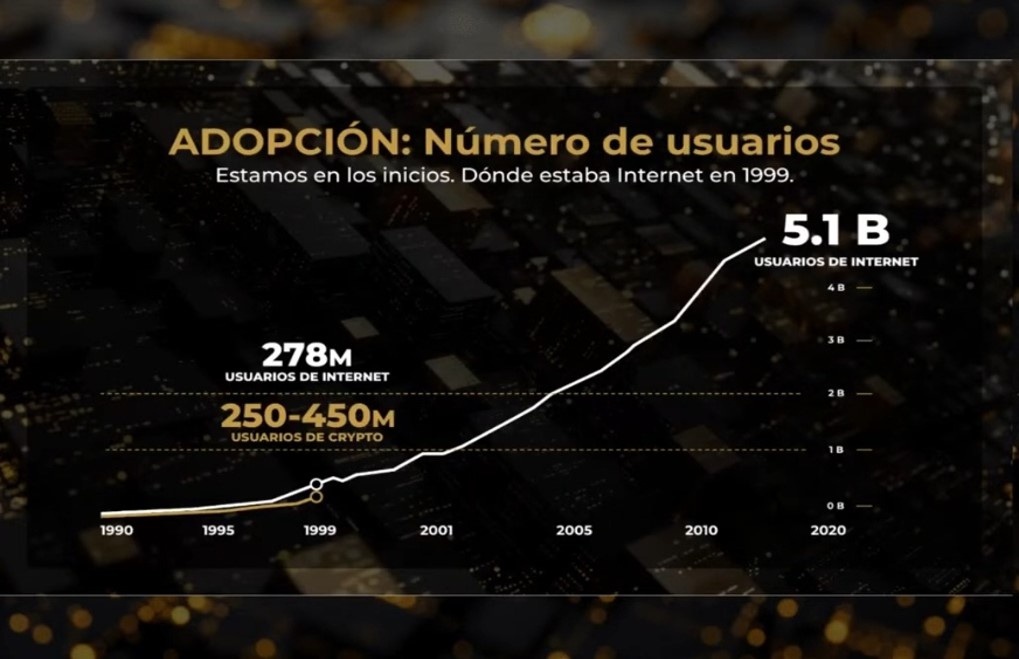 ADOPCIÓN: Número de usuarios
Estamos en los inicios. Dónde estaba Internet en 1999.
5.1 B
USUARIOS DE INTERNET
4 B
278M
USUARIOS DE INTERNET
3 B
2 B
250-450M
USUARIOS DE CRYPTO
1 B
0 B
1990 1995 1999 2001 2005 2010 2020